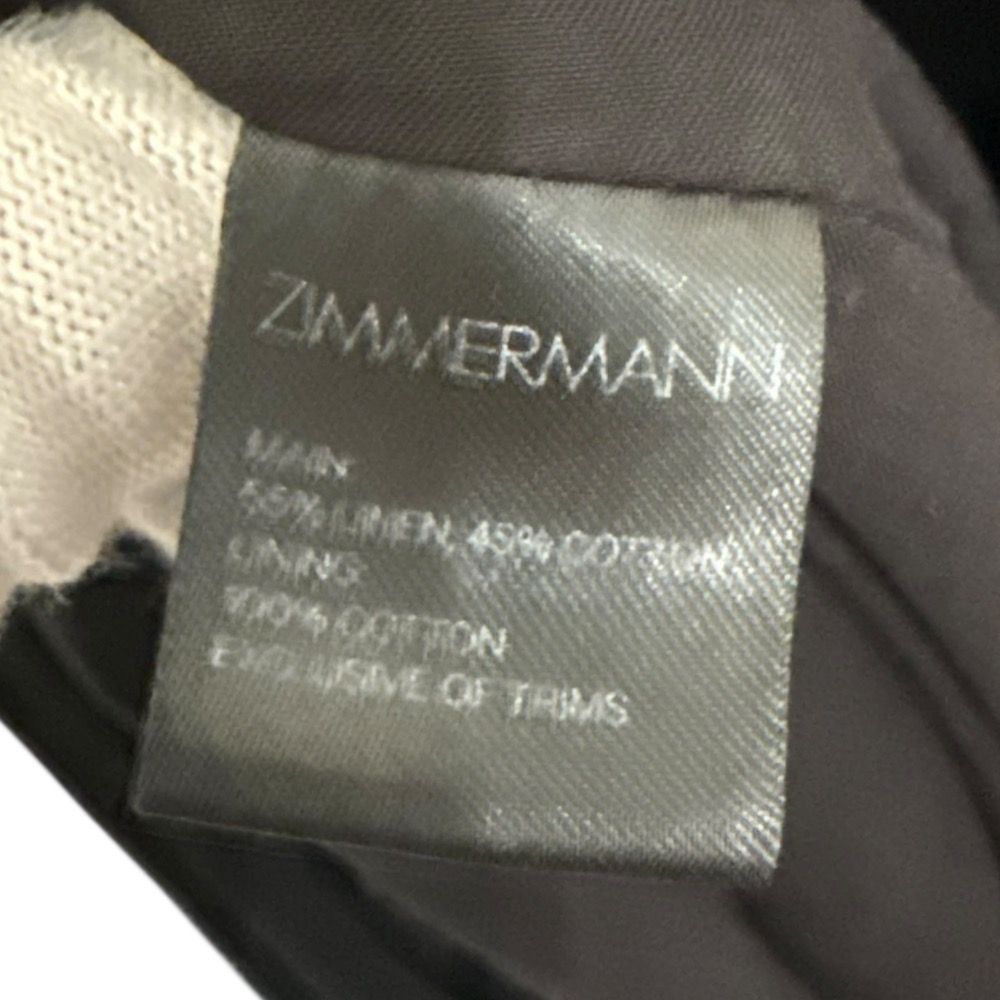 ZIMMERMANN
MAIN:
55% LINEN, 45% COTTON
LINING:
100% COTTON
EXCLUSIVE OF TRIMS